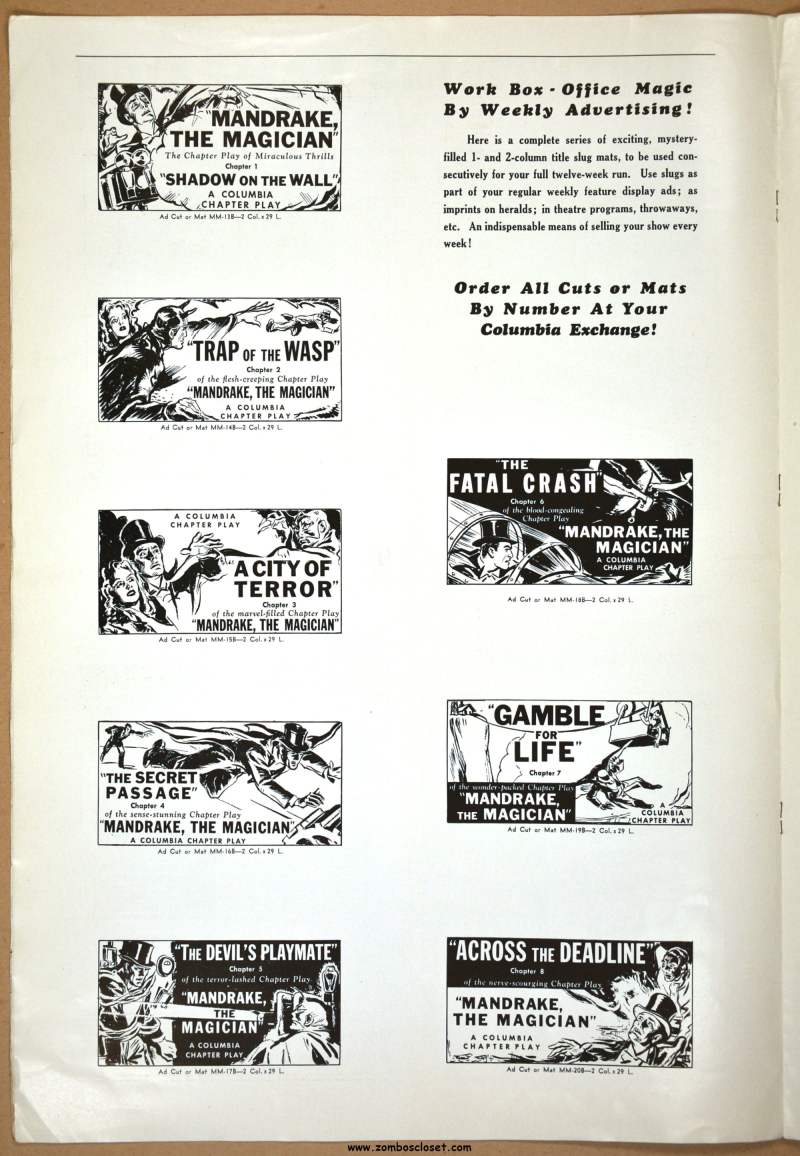 "MANDRAKE,
THE MAGICIAN"
The Chapter Play of Miraculous Thrills
Chapter 1
"SHADOW ON THE WALL"
A COLUMBIA
CHAPTER PLAY
Ad Cut or Mat MM-13B—2 Col. x 29 L.
"TRAP OF THE WASP"
Chapter 2
of the flesh-creeping Chapter Play
"MANDRAKE, THE MAGICIAN"
A COLUMBIA
CHAPTER PLAY
Ad Cut or Mat MM-14B—2 Col. x 29 L.
A COLUMBIA
CHAPTER PLAY
"A CITY OF
TERROR"
Chapter 3
of the marvel-filled Chapter Play
"MANDRAKE, THE MAGICIAN"
Ad Cut or Mat MM-15B—2 Col. x 29 L.
"THE SECRET
PASSAGE"
Chapter 4
of the sense-stunning Chapter Play
"MANDRAKE, THE MAGICIAN"
A COLUMBIA CHAPTER PLAY
Ad Cut or Mat MM-16B—2 Col. x 29 L.
"THE DEVIL'S PLAYMATE"
Chapter 5
of the terror-lashed Chapter Play
"MANDRAKE,
THE
MAGICIAN"
A COLUMBIA
CHAPTER PLAY
Ad Cut or Mat MM-17B—2 Col. x 29 L.
Work Box - Office Magic
By Weekly Advertising!
Here is a complete series of exciting, mystery-
filled 1- and 2-column title slug mats, to be used con-
secutively for your full twelve-week run. Use slugs as
part of your regular weekly feature display ads; as
imprints on heralds; in theatre programs, throwaways,
etc. An indispensable means of selling your show every
week!
Order All Cuts or Mats
By Number At Your
Columbia Exchange!
"THE
FATAL CRASH"
Chapter 6
of the blood-congealing
Chapter Play
"MANDRAKE, THE
MAGICIAN"
A COLUMBIA
CHAPTER PLAY
Ad Cut or Mat MM-18B—2 Col. x 29 L.
"GAMBLE
FOR
LIFE"
Chapter 7
of the wonder-packed Chapter Play
"MANDRAKE,
THE MAGICIAN"
A
COLUMBIA
CHAPTER PLAY
Ad Cut or Mat MM-19B—2 Col. x 29 L.
"ACROSS THE DEADLINE"
Chapter 8
of the nerve-scourging Chapter Play
"MANDRAKE,
THE MAGICIAN"
A COLUMBIA
CHAPTER PLAY
Ad Cut or Mat MM-20B—2 Col. x 29 L.
www.zomboscloset.com